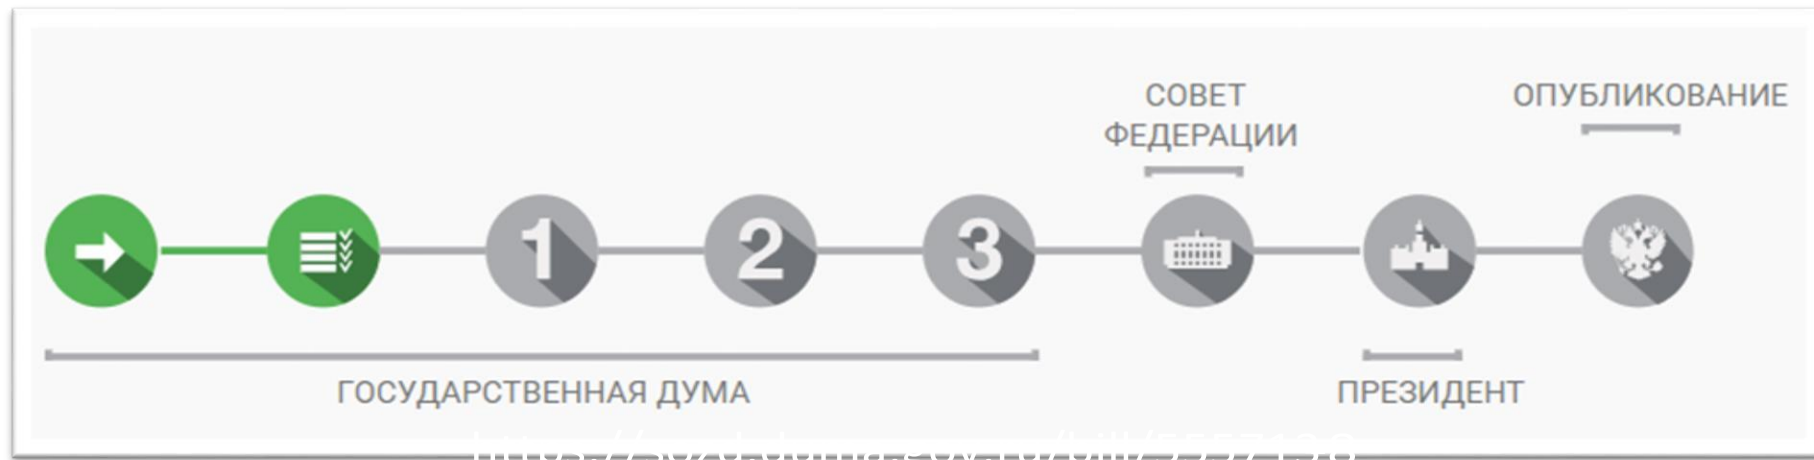 СОВЕТ
ФЕДЕРАЦИИ
ОПУБЛИКОВАНИЕ
1
2
3
ГОСУДАРСТВЕННАЯ ДУМА
ПРЕЗИДЕНТ